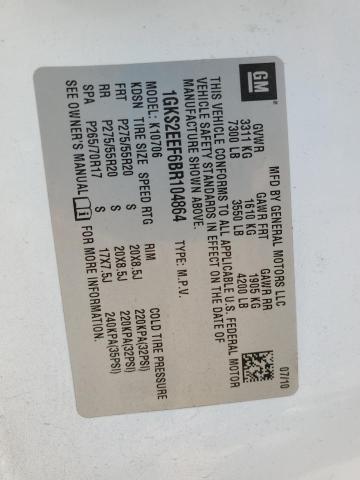 GM
MFD BY GENERAL MOTORS LLC
07/10
GVWR GAWR FRT GAWR RR
3311 KG 1610 KG 1905 KG
7300 LB 3550 LB 4200 LB
THIS VEHICLE CONFORMS TO ALL APPLICABLE U.S. FEDERAL MOTOR
VEHICLE SAFETY STANDARDS IN EFFECT ON THE DATE OF
MANUFACTURE SHOWN ABOVE.
1GKS2EEF6BR104864 TYPE: M.P.V.
MODEL: K10706
KDSN TIRE SIZE SPEED RTG RIM COLD TIRE PRESSURE
FRT P275/55R20 S 20X8.5J 220KPA(32PSI)
RR P275/55R20 S 20X8.5J 220KPA(32PSI)
SPA P265/70R17 S 17X7.5J 240KPA(35PSI)
SEE OWNER'S MANUAL i FOR MORE INFORMATION.